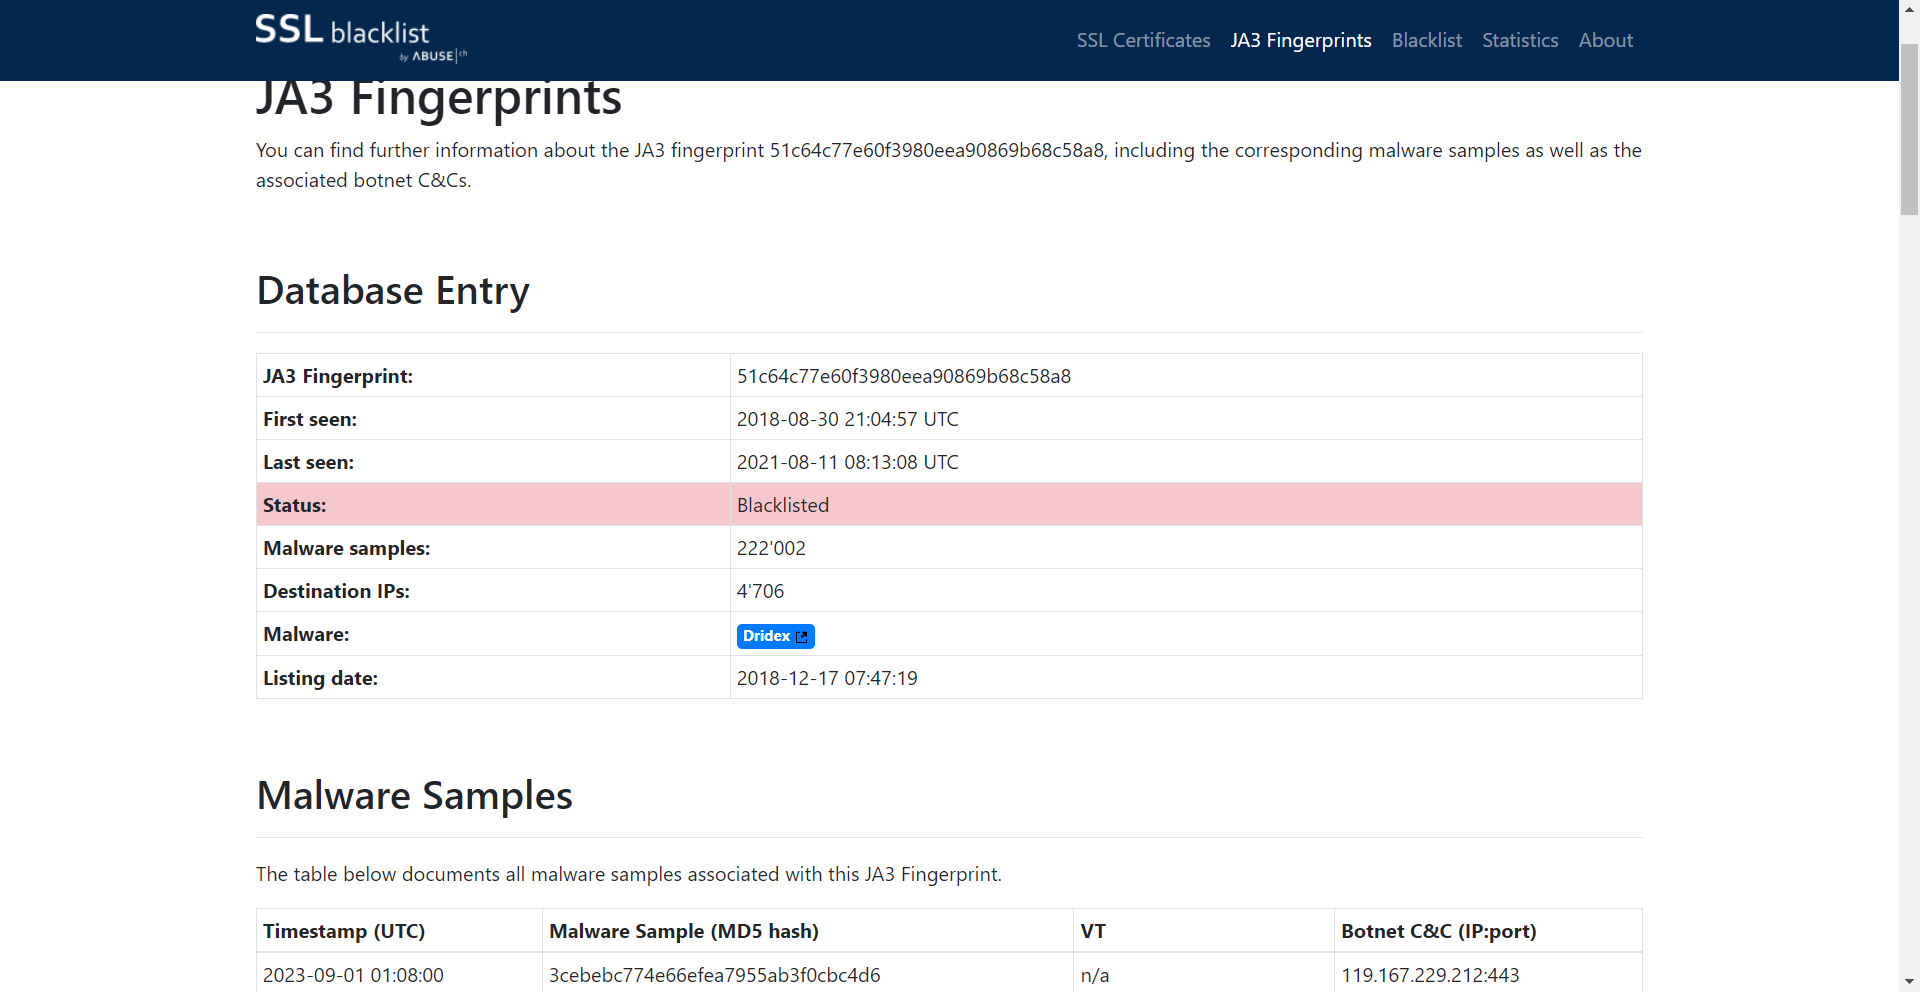 SSL blacklist
by ABUSE|ch
SSL Certificates JA3 Fingerprints Blacklist Statistics About
JA3 Fingerprints
You can find further information about the JA3 fingerprint 51c64c77e60f3980eea90869b68c58a8, including the corresponding malware samples as well as the
associated botnet C&Cs.
Database Entry
JA3 Fingerprint: 51c64c77e60f3980eea90869b68c58a8
First seen: 2018-08-30 21:04:57 UTC
Last seen: 2021-08-11 08:13:08 UTC
Status: Blacklisted
Malware samples: 222'002
Destination IPs: 4'706
Malware: Dridex
Listing date: 2018-12-17 07:47:19
Malware Samples
The table below documents all malware samples associated with this JA3 Fingerprint.
Timestamp (UTC) Malware Sample (MD5 hash) VT Botnet C&C (IP:port)
2023-09-01 01:08:00 3cebebc774e66efea7955ab3f0cbc4d6 n/a 119.167.229.212:443